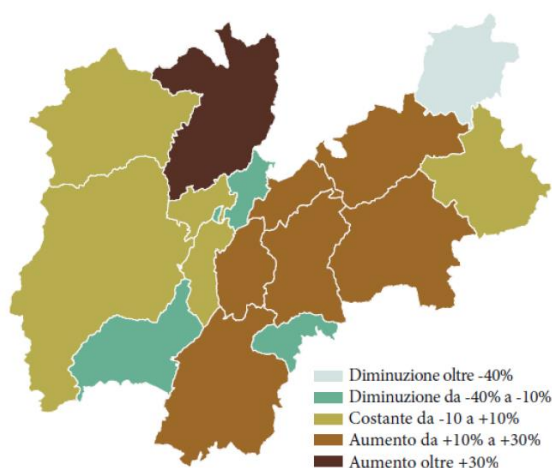 Diminuzione oltre -40%
Diminuzione da -40% a -10%
Costante da -10 a +10%
Aumento da +10% a +30%
Aumento oltre +30%